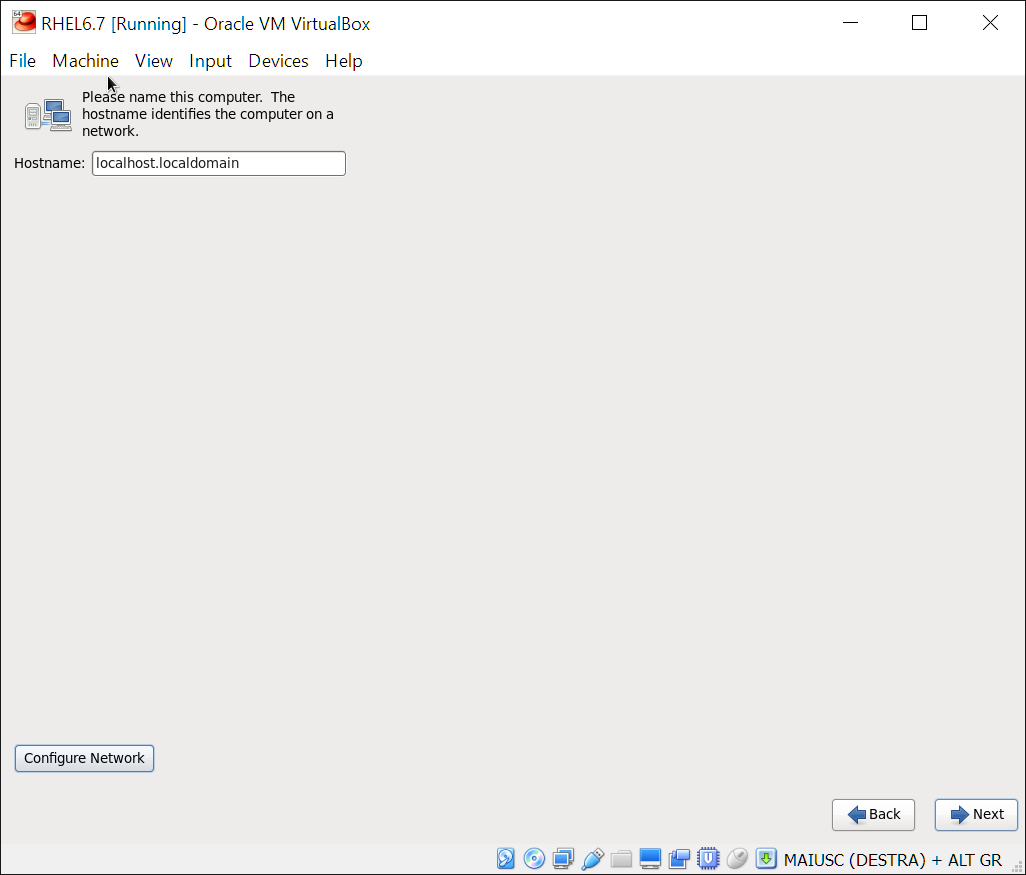 RHEL6.7 [Running] - Oracle VM VirtualBox
File Machine View Input Devices Help
Please name this computer. The
hostname identifies the computer on a
network.
Hostname: localhost.localdomain
Configure Network
Back Next
MAIUSC (DESTRA) + ALT GR